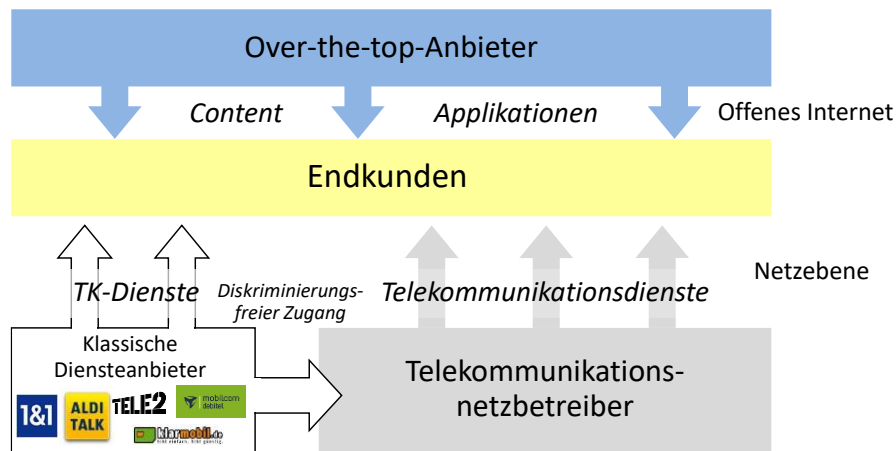 Over-the-top-Anbieter
Content
Applikationen
Offenes Internet
Endkunden
Netzebene
TK-Dienste
Diskriminierungs-
freier Zugang
Telekommunikationsdienste
Klassische
Diensteanbieter
1&1
ALDI
TALK
TELE2
mobilcom
debitel
klarmobil.de
Telekommunikations-
netzbetreiber